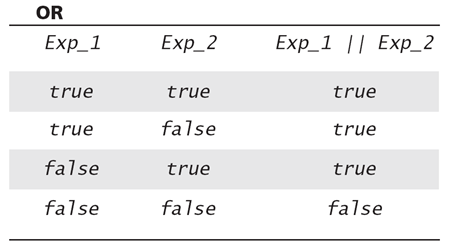 OR
Exp_1 Exp_2 Exp_1 || Exp_2
true true true
true false true
false true true
false false false